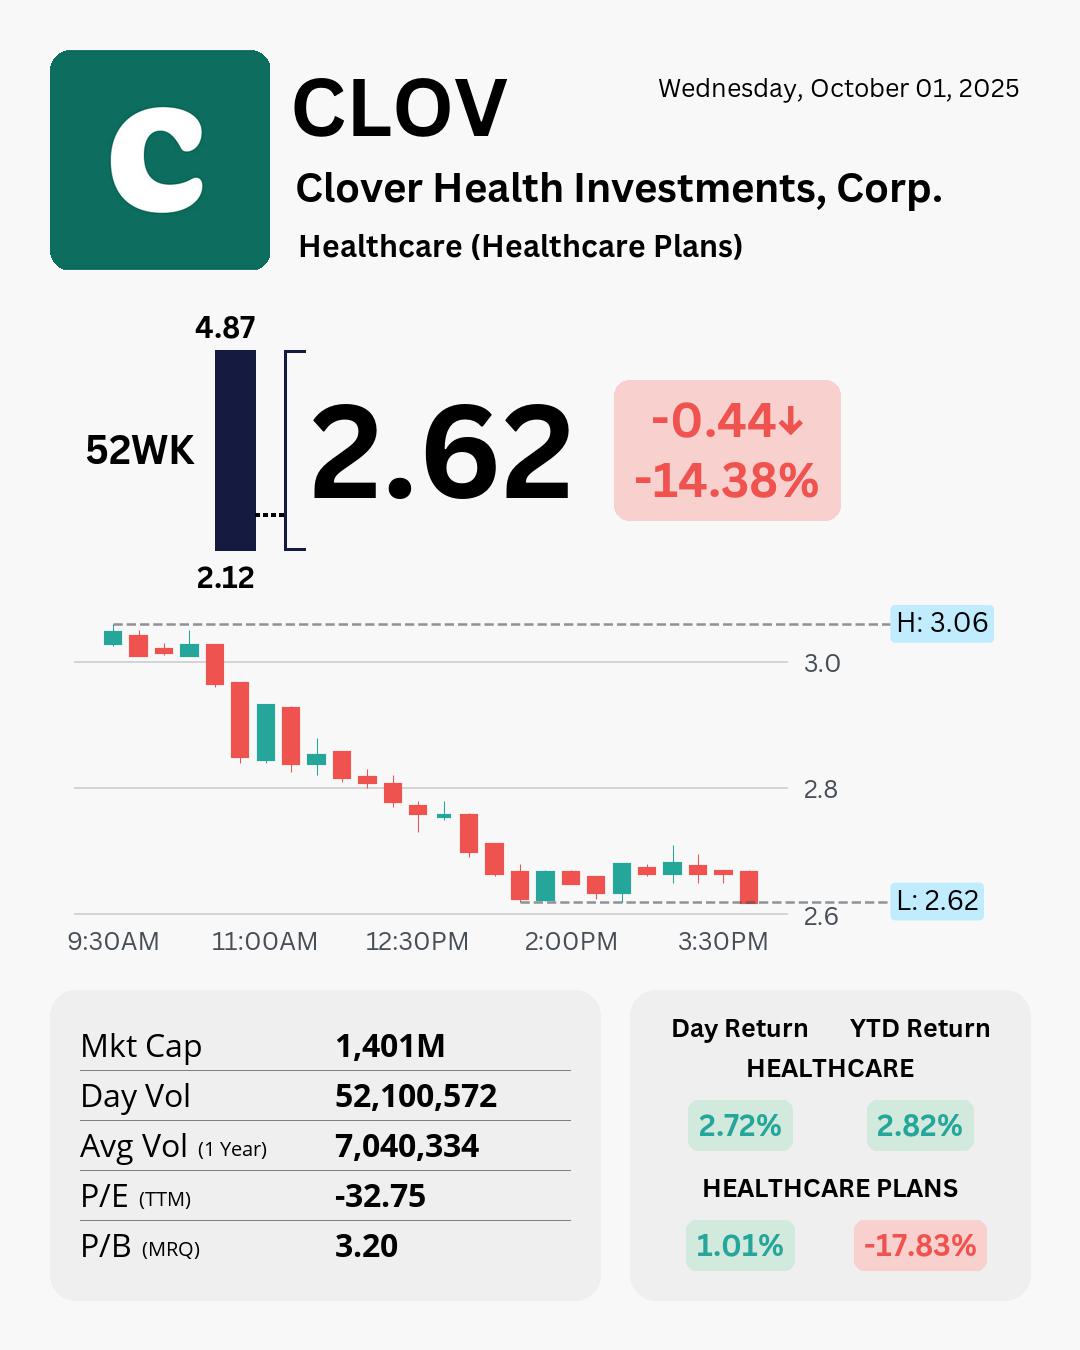 c
CLOV
Wednesday, October 01, 2025
Clover Health Investments, Corp.
Healthcare (Healthcare Plans)
4.87
52WK
2.12
2.62
-0.44↓
-14.38%
H: 3.06
3.0
2.8
L: 2.62
2.6
9:30AM 11:00AM 12:30PM 2:00PM 3:30PM
Mkt Cap 1,401M
Day Vol 52,100,572
Avg Vol (1 Year) 7,040,334
P/E (TTM) -32.75
P/B (MRQ) 3.20
Day Return YTD Return
HEALTHCARE
2.72% 2.82%
HEALTHCARE PLANS
1.01% -17.83%